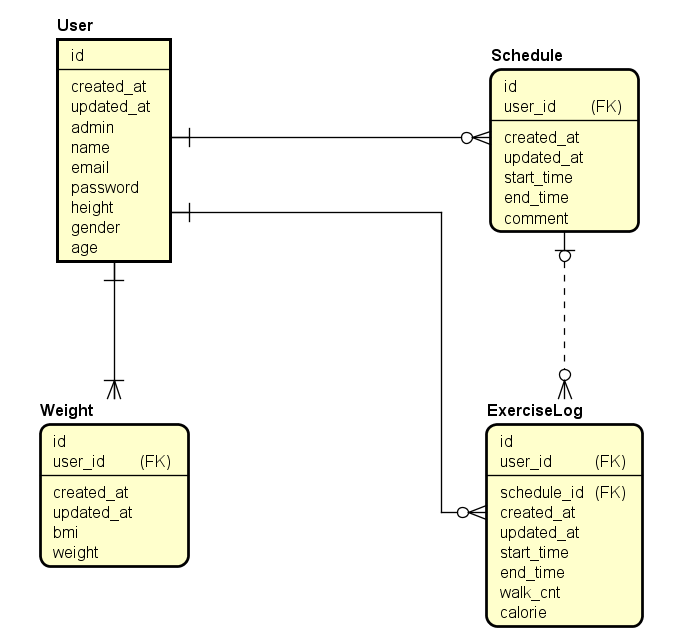 User
id
created_at
updated_at
admin
name
email
password
height
gender
age
Schedule
id
user_id (FK)
created_at
updated_at
start_time
end_time
comment
Weight
id
user_id (FK)
created_at
updated_at
bmi
weight
ExerciseLog
id
user_id (FK)
schedule_id (FK)
created_at
updated_at
start_time
end_time
walk_cnt
calorie